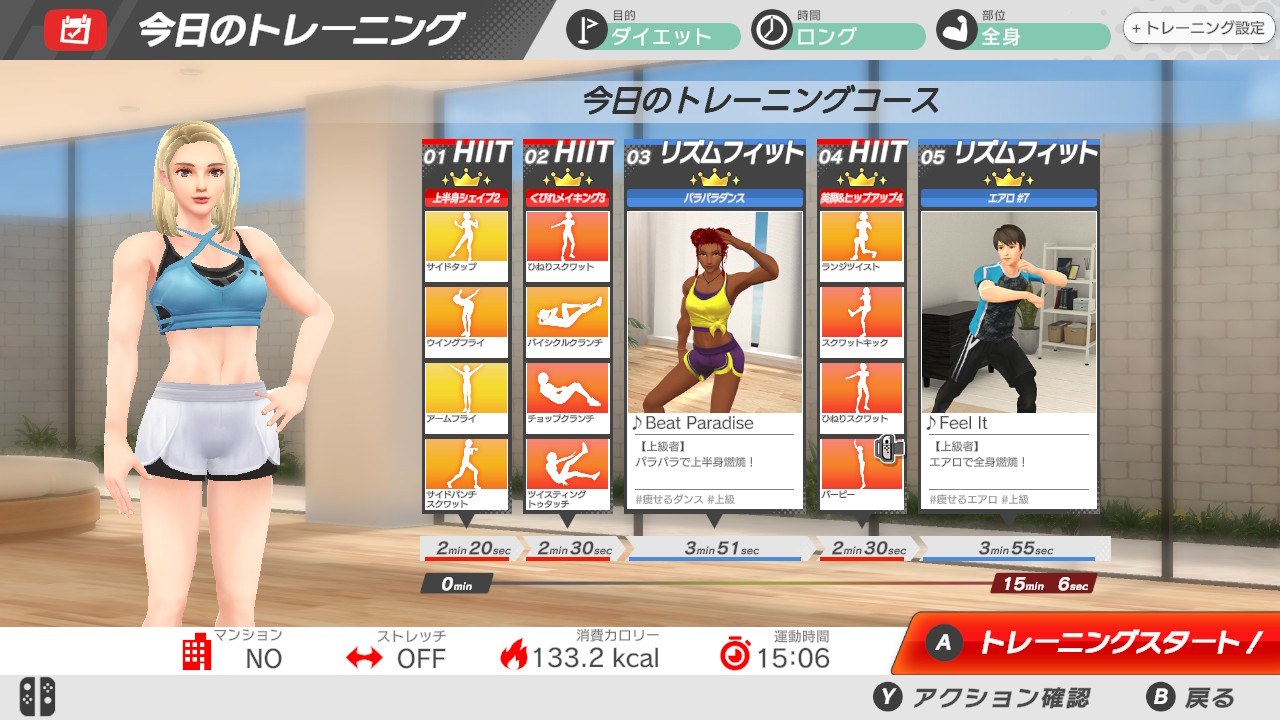 今日のトレーニング
目的
ダイエット
時間
ロング
部位
全身
+トレーニング設定
今日のトレーニングコース
01 HIIT
上半身シェイプ2
サイドタップ
ウイングフライ
アームフライ
サイドパンチ
スクワット
02 HIIT
くびれメイキング3
ひねりスクワット
バイシクルクランチ
チョップクランチ
ツイスティング
トゥタッチ
03 リズムフィット
パラパラダンス
♪Beat Paradise
【上級者】
パラパラで上半身燃焼！
#痩せるダンス #上級
04 HIIT
美脚&ヒップアップ4
ランジツイスト
スクワットキック
ひねりスクワット
バーピー
05 リズムフィット
エアロ #7
♪Feel It
【上級者】
エアロで全身燃焼！
#痩せるエアロ #上級
2min 20sec
2min 30sec
3min 51sec
2min 30sec
3min 55sec
0min
15min 6sec
マンション
NO
ストレッチ
OFF
消費カロリー
133.2 kcal
運動時間
15:06
A トレーニングスタート！
Y アクション確認
B 戻る